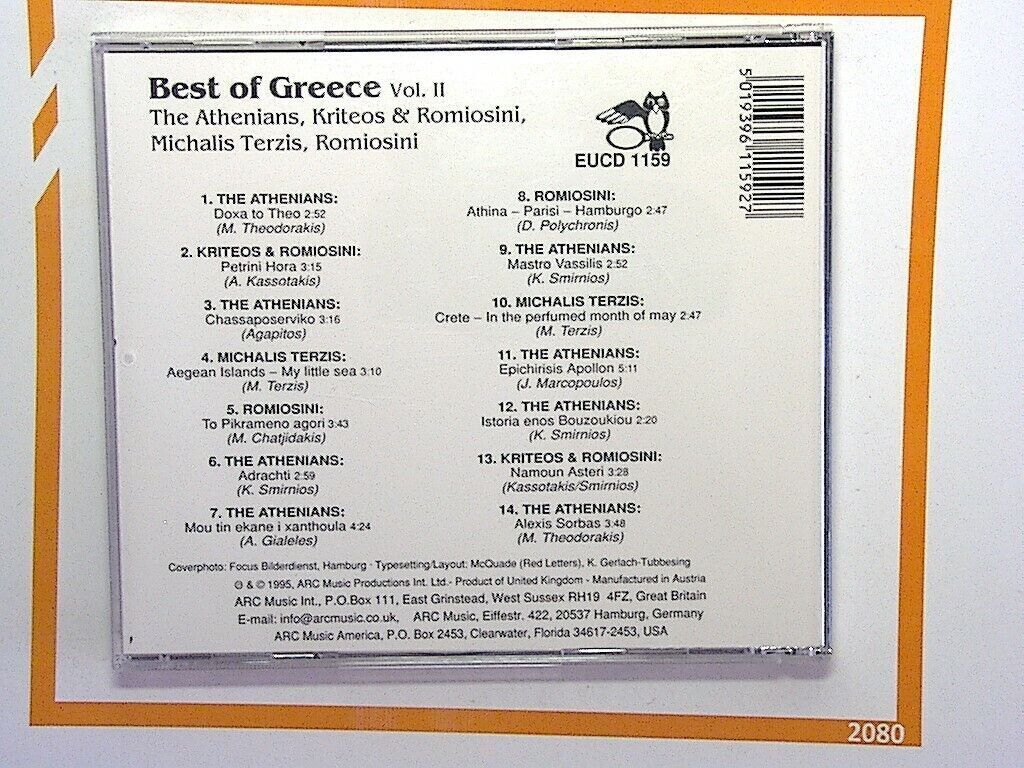 Best of Greece Vol. II
The Athenians, Kriteos & Romiosini,
Michalis Terzis, Romiosini
EUCD 1159
5 019396 115927
1. THE ATHENIANS:
Doxa to Theo 2:52
(M. Theodorakis)
2. KRITEOS & ROMIOSINI:
Petrini Hora 3:15
(A. Kassotakis)
3. THE ATHENIANS:
Chassaposerviko 3:16
(Agapitos)
4. MICHALIS TERZIS:
Aegean Islands – My little sea 3:10
(M. Terzis)
5. ROMIOSINI:
To Pikrameno agori 3:43
(M. Chatjidakis)
6. THE ATHENIANS:
Adrachti 2:59
(K. Smirnios)
7. THE ATHENIANS:
Mou tin ekane i xanthoula 4:24
(A. Gialeles)
8. ROMIOSINI:
Athina – Parisi – Hamburgo 2:47
(D. Polychronis)
9. THE ATHENIANS:
Mastro Vassilis 2:52
(K. Smirnios)
10. MICHALIS TERZIS:
Crete – In the perfumed month of may 2:47
(M. Terzis)
11. THE ATHENIANS:
Epichirisis Apollon 5:11
(J. Marcopoulos)
12. THE ATHENIANS:
Istoria enos Bouzoukiou 2:20
(K. Smirnios)
13. KRITEOS & ROMIOSINI:
Namoun Asteri 3:28
(Kassotakis/Smirnios)
14. THE ATHENIANS:
Alexis Sorbas 3:48
(M. Theodorakis)
Coverphoto: Focus Bilderdienst, Hamburg · Typesetting/Layout: McQuade (Red Letters), K. Gerlach-Tubbesing
℗ & © 1995, ARC Music Productions Int. Ltd.- Product of United Kingdom - Manufactured in Austria
ARC Music Int., P.O.Box 111, East Grinstead, West Sussex RH19 4FZ, Great Britain
E-mail: info@arcmusic.co.uk, ARC Music, Eiffestr. 422, 20537 Hamburg, Germany
ARC Music America, P.O. Box 2453, Clearwater, Florida 34617-2453, USA
2080